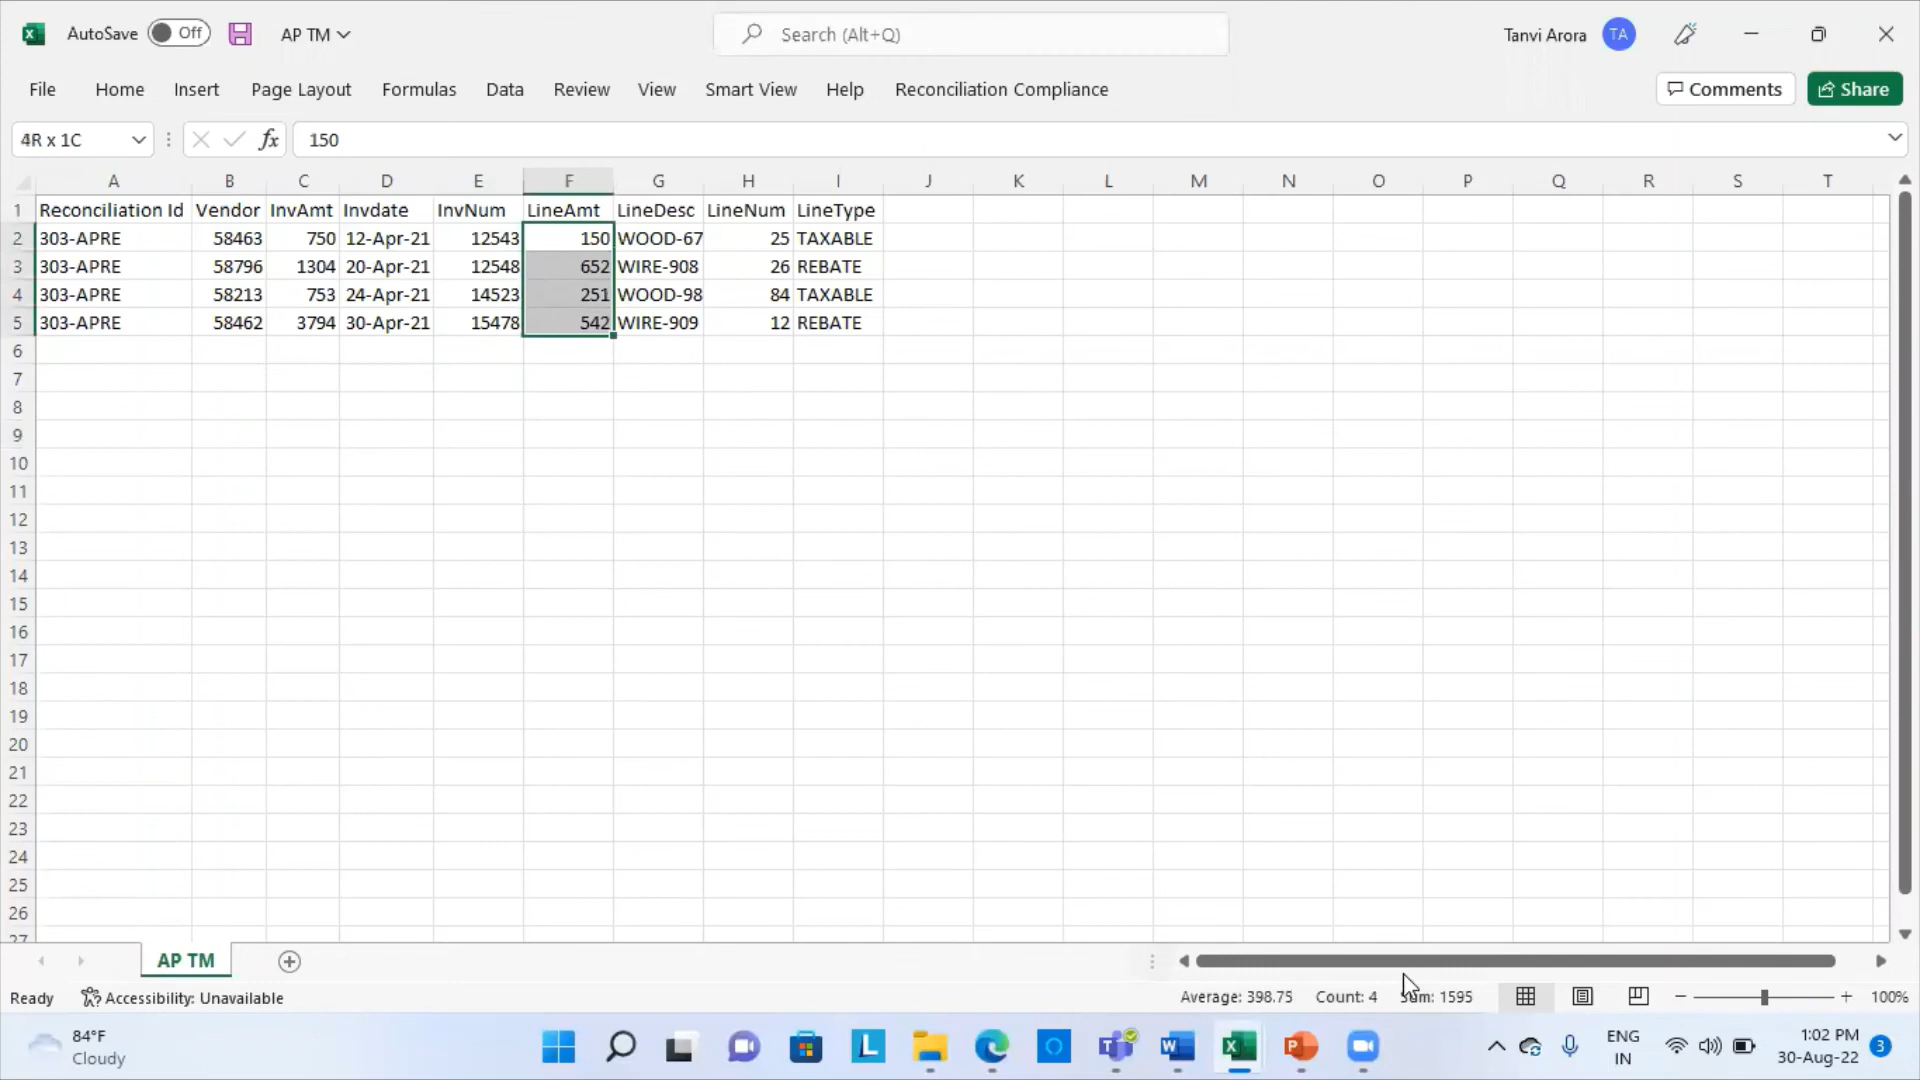 AutoSave Off AP TM Search (Alt+Q) Tanvi Arora TA
File Home Insert Page Layout Formulas Data Review View Smart View Help Reconciliation Compliance Comments Share
4R x 1C fx 150
A B C D E F G H I J K L M N O P Q R S T
1 Reconciliation Id Vendor InvAmt Invdate InvNum LineAmt LineDesc LineNum LineType
2 303-APRE 58463 750 12-Apr-21 12543 150 WOOD-67 25 TAXABLE
3 303-APRE 58796 1304 20-Apr-21 12548 652 WIRE-908 26 REBATE
4 303-APRE 58213 753 24-Apr-21 14523 251 WOOD-98 84 TAXABLE
5 303-APRE 58462 3794 30-Apr-21 15478 542 WIRE-909 12 REBATE
6
7
8
9
10
11
12
13
14
15
16
17
18
19
20
21
22
23
24
25
26
27
AP TM
Ready Accessibility: Unavailable Average: 398.75 Count: 4 Sum: 1595 100%
84°F ENG 1:02 PM
Cloudy IN 30-Aug-22 3